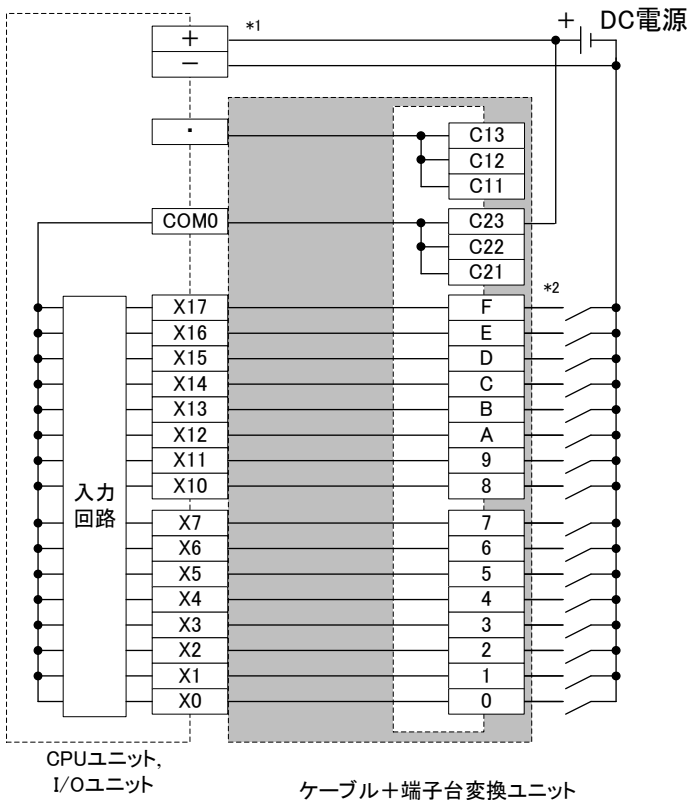 + *1 + DC電源
−
・ C13
C12
C11
COM0 C23
C22
C21
*2
X17 F
X16 E
X15 D
X14 C
X13 B
X12 A
X11 9
X10 8
入力
回路
X7 7
X6 6
X5 5
X4 4
X3 3
X2 2
X1 1
X0 0
CPUユニット,
I/Oユニット
ケーブル＋端子台変換ユニット